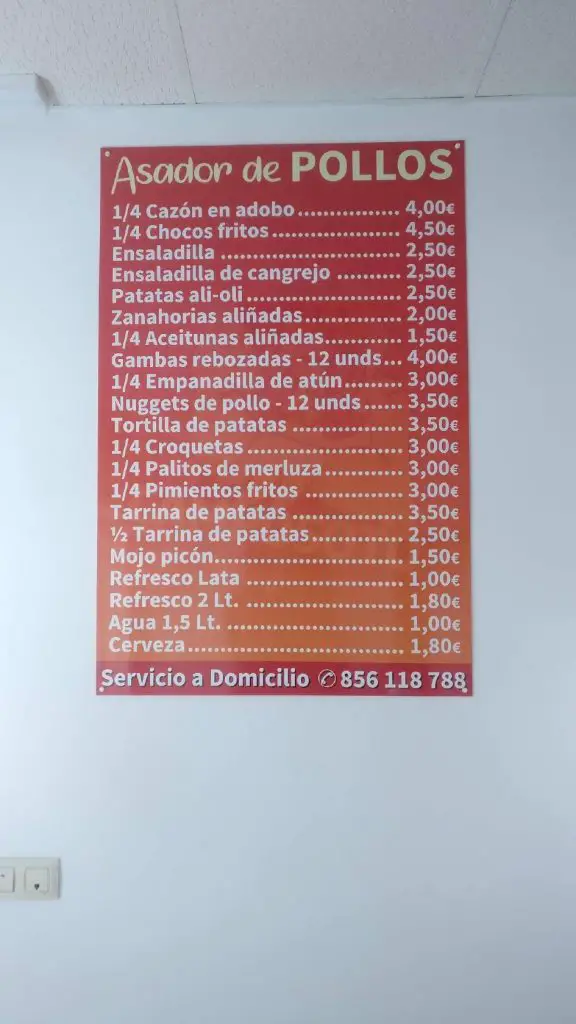 Asador de POLLOS
1/4 Cazón en adobo................ 4,00€
1/4 Chocos fritos..................... 4,50€
Ensaladilla ............................. 2,50€
Ensaladilla de cangrejo .......... 2,50€
Patatas ali-oli......................... 2,50€
Zanahorias aliñadas............... 2,00€
1/4 Aceitunas aliñadas............ 1,50€
Gambas rebozadas - 12 unds... 4,00€
1/4 Empanadilla de atún......... 3,00€
Nuggets de pollo - 12 unds ...... 3,50€
Tortilla de patatas .................. 3,50€
1/4 Croquetas......................... 3,00€
1/4 Palitos de merluza............. 3,00€
1/4 Pimientos fritos ................ 3,00€
Tarrina de patatas .................. 3,50€
½ Tarrina de patatas............... 2,50€
Mojo picón.............................. 1,50€
Refresco Lata ......................... 1,00€
Refresco 2 Lt. ......................... 1,80€
Agua 1,5 Lt. ............................ 1,00€
Cerveza................................... 1,80€
Servicio a Domicilio ✆ 856 118 788